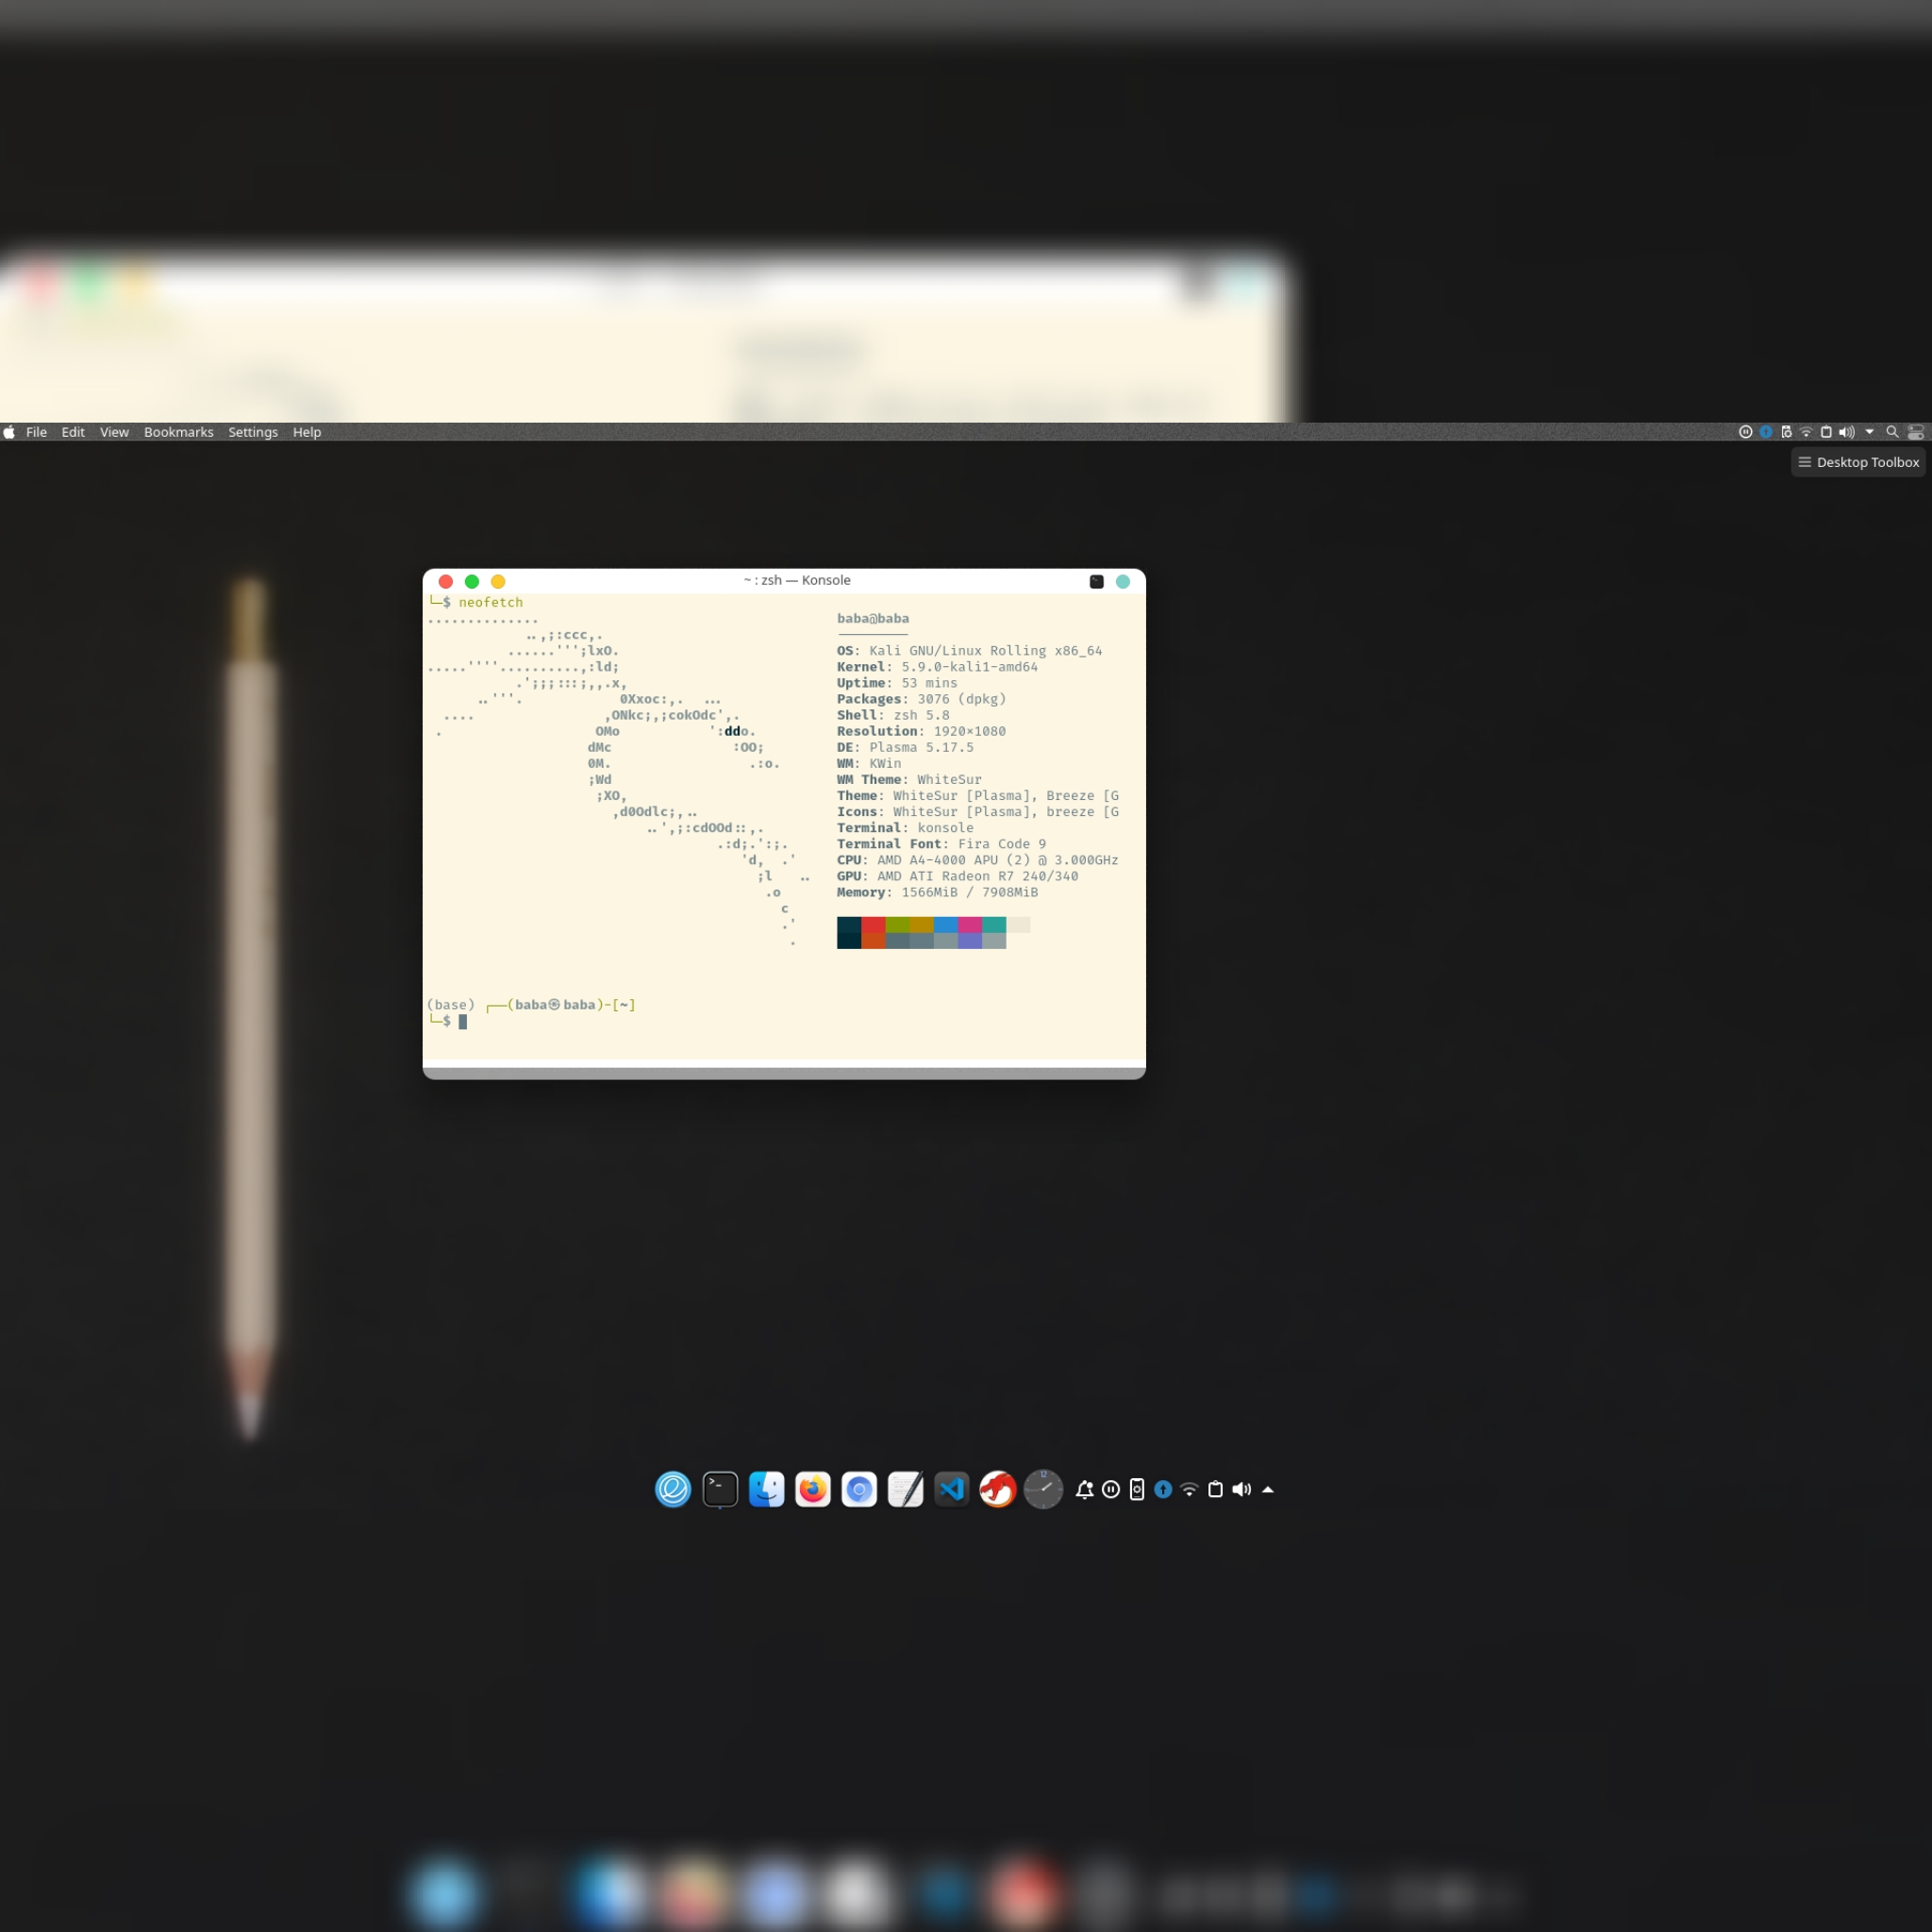 File Edit View Bookmarks Settings Help
Desktop Toolbox
~ : zsh — Konsole
└─$ neofetch
..............                                     baba@baba
            ..,;:ccc,.                             ---------
          ......''';lxO.                           OS: Kali GNU/Linux Rolling x86_64
.....''''..........,:ld;                           Kernel: 5.9.0-kali1-amd64
           .';;;:::;,,.x,                          Uptime: 53 mins
      ..'''.            0Xxoc:,.  ...              Packages: 3076 (dpkg)
  ....                ,ONkc;,;cokOdc',.            Shell: zsh 5.8
 .                   OMo           ':ddo.          Resolution: 1920×1080
                    dMc               :OO;         DE: Plasma 5.17.5
                    0M.                 .:o.       WM: KWin
                    ;Wd                            WM Theme: WhiteSur
                     ;XO,                          Theme: WhiteSur [Plasma], Breeze [G
                       ,d0Odlc;,..                 Icons: WhiteSur [Plasma], breeze [G
                           ..',;:cdOOd::,.         Terminal: konsole
                                    .:d;.':;.      Terminal Font: Fira Code 9
                                       'd,  .'     CPU: AMD A4-4000 APU (2) @ 3.000GHz
                                         ;l   ..   GPU: AMD ATI Radeon R7 240/340
                                          .o       Memory: 1566MiB / 7908MiB
                                            c
                                            .'
                                             .
(base) ┌──(baba㉿baba)-[~]
└─$
12